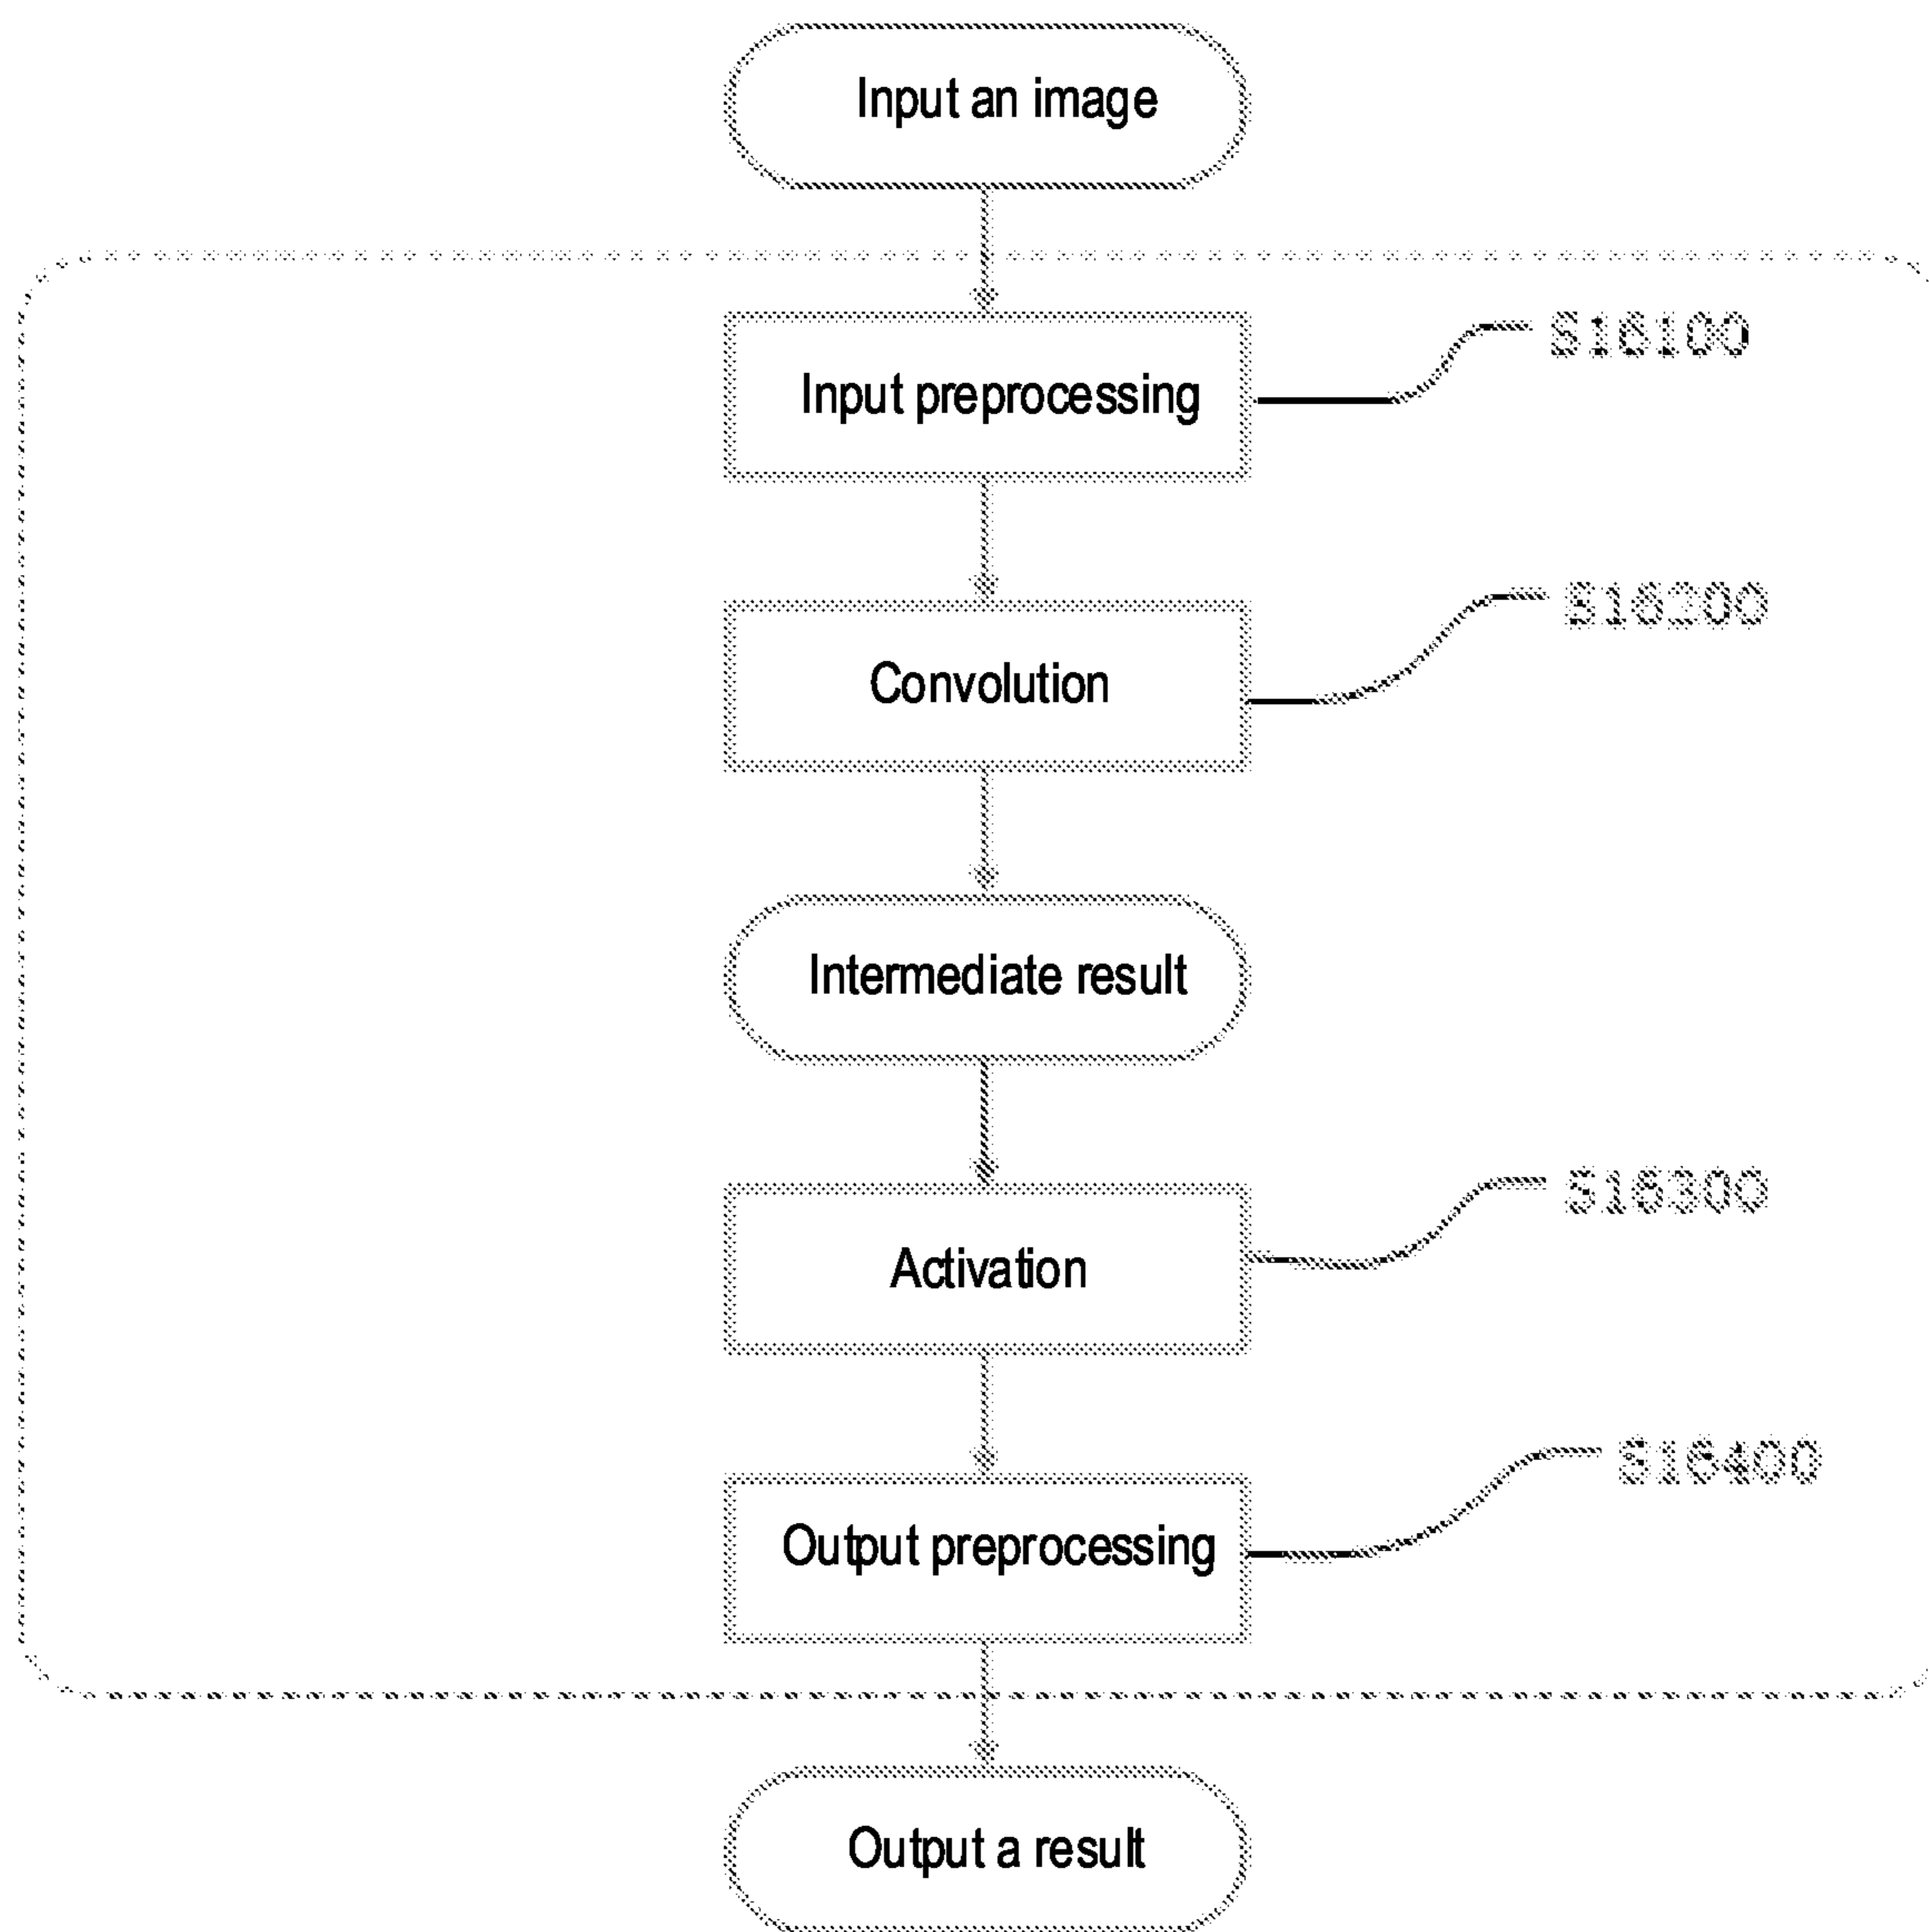 Input an image
Input preprocessing
S16100
Convolution
S16200
Intermediate result
Activation
S16300
Output preprocessing
S16400
Output a result